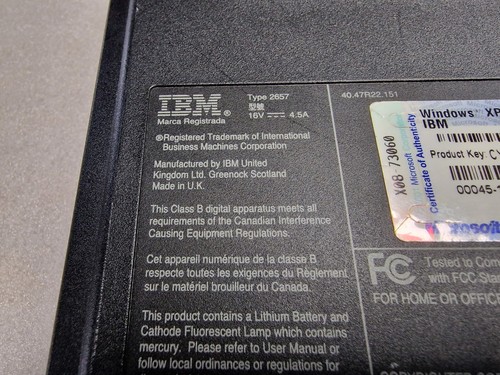 IBM®
Marca Registrada
Type 2657
型號
16V 4.5A
®Registered Trademark of International
Business Machines Corporation
Manufactured by IBM United
Kingdom Ltd. Greenock Scotland
Made in U.K.
This Class B digital apparatus meets all
requirements of the Canadian Interference
Causing Equipment Regulations.
Cet appareil numérique de la classe B
respecte toutes les exigences du Règlement
sur le matériel brouilleur du Canada.
This product contains a Lithium Battery and
Cathode Fluorescent Lamp which contains
mercury. Please refer to User Manual or
follow local ordinances or regulations for
40.47R22.151
X0B 73060
Microsoft
Certificate of Authenticity
Windows® XP
IBM
Product Key: C
00045-
Microsoft
FC
Tested to Com
with FCC Sta
FOR HOME OR OFFICE